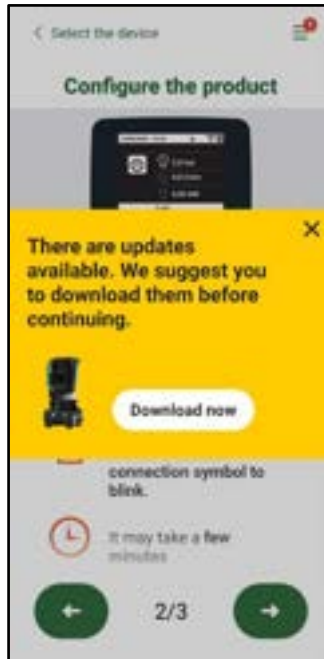 Select the device
Configure the product
There are updates
available. We suggest you
to download them before
continuing.
Download now
connection symbol to
blink.
It may take a few
minutes
2/3